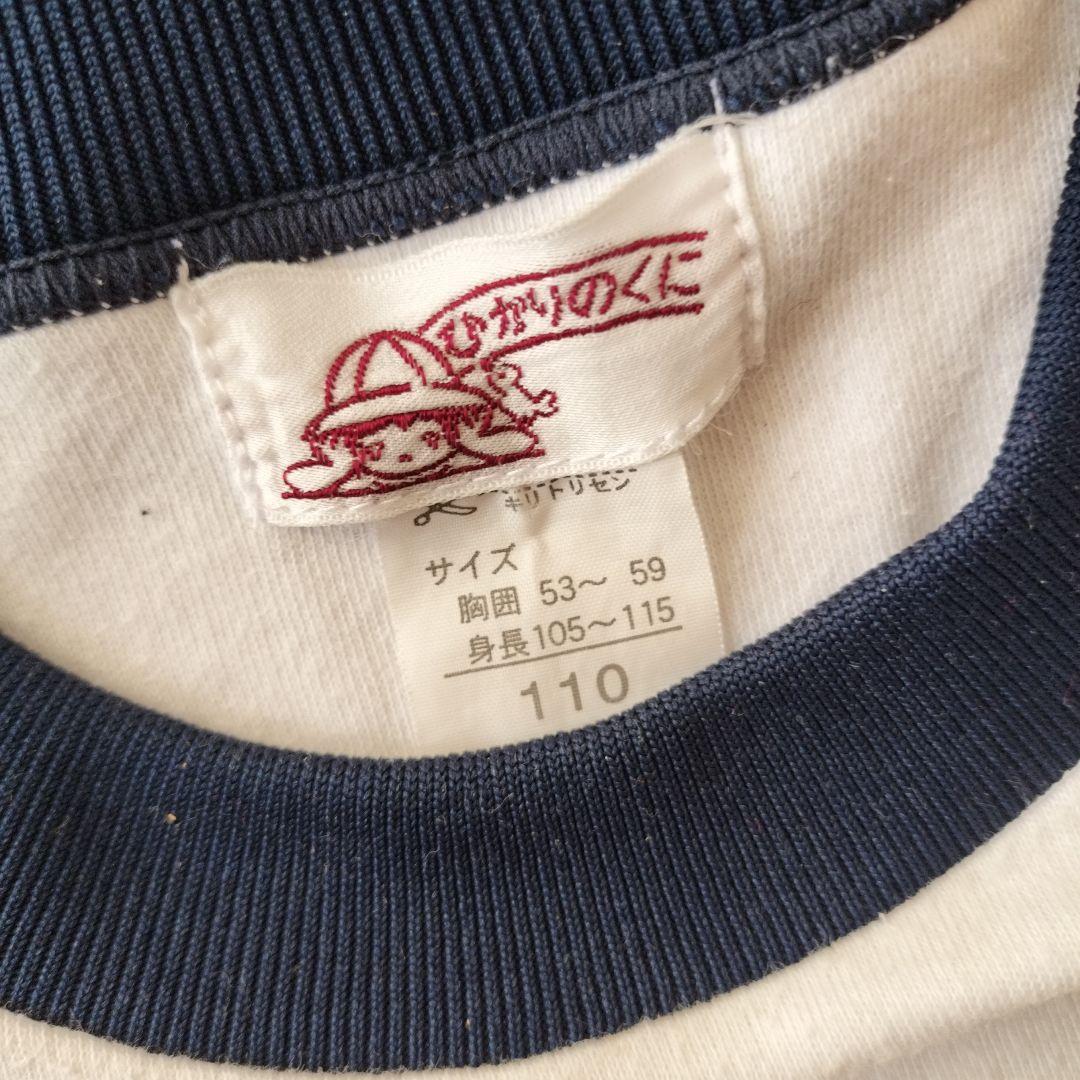 ひかりのくに
キリトリセン
サイズ
胸囲 53〜 59
身長105〜115
110